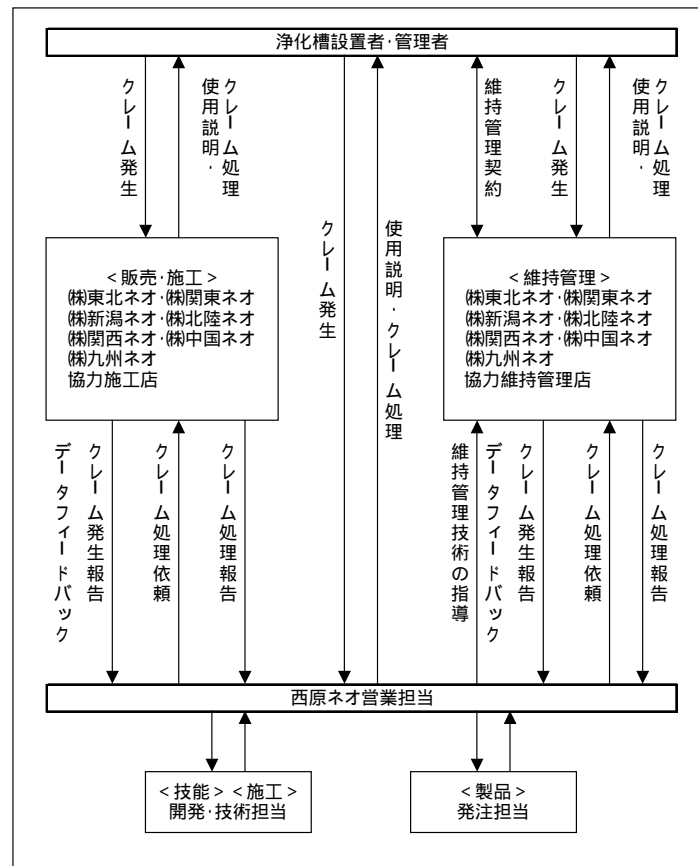 浄化槽設置者・管理者
クレーム発生
使用説明・
クレーム処理
クレーム発生
使用説明・クレーム処理
維持管理契約
クレーム発生
使用説明・
クレーム処理
＜販売・施工＞
㈱東北ネオ・㈱関東ネオ
㈱新潟ネオ・㈱北陸ネオ
㈱関西ネオ・㈱中国ネオ
㈱九州ネオ
協力施工店
＜維持管理＞
㈱東北ネオ・㈱関東ネオ
㈱新潟ネオ・㈱北陸ネオ
㈱関西ネオ・㈱中国ネオ
㈱九州ネオ
協力維持管理店
データフィードバック
クレーム発生報告
クレーム処理依頼
クレーム処理報告
維持管理技術の指導
データフィードバック
クレーム発生報告
クレーム処理依頼
クレーム処理報告
西原ネオ営業担当
＜技能＞＜施工＞
開発・技術担当
＜製品＞
発注担当